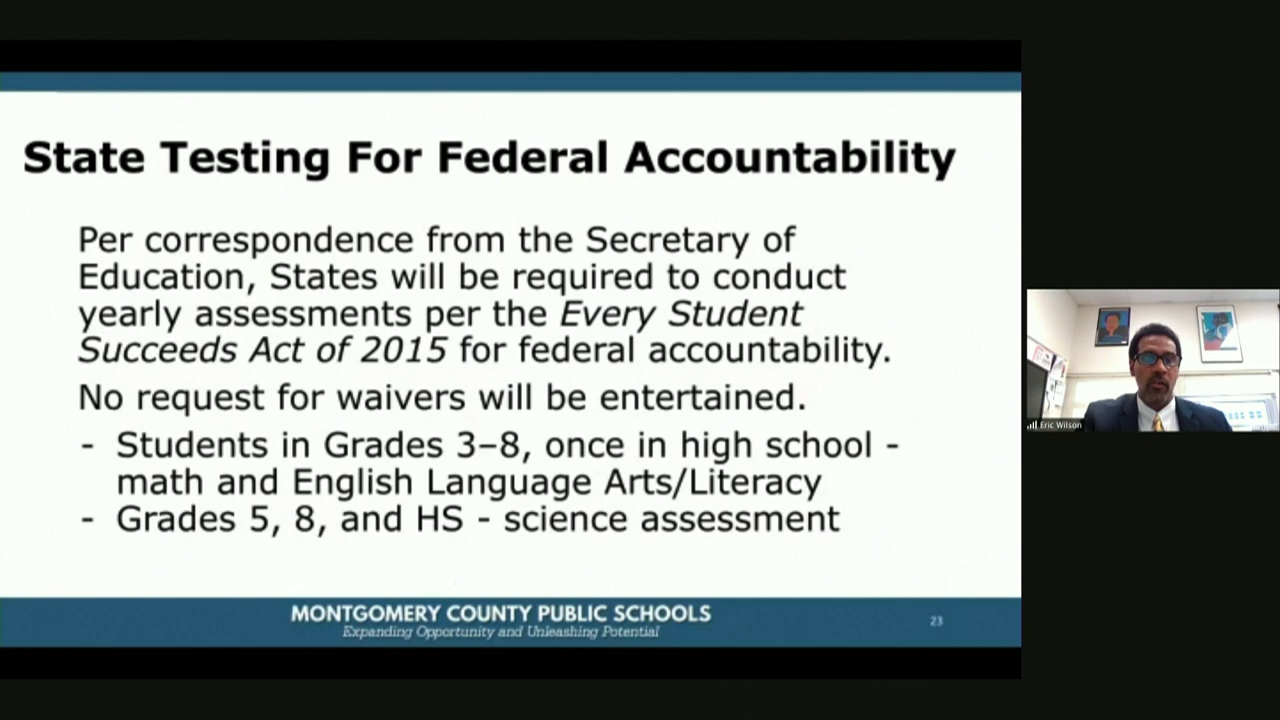 State Testing For Federal Accountability
Per correspondence from the Secretary of
Education, States will be required to conduct
yearly assessments per the Every Student
Succeeds Act of 2015 for federal accountability.
No request for waivers will be entertained.
- Students in Grades 3–8, once in high school -
math and English Language Arts/Literacy
- Grades 5, 8, and HS - science assessment
MONTGOMERY COUNTY PUBLIC SCHOOLS
Expanding Opportunity and Unleashing Potential
23
Eric Wilson